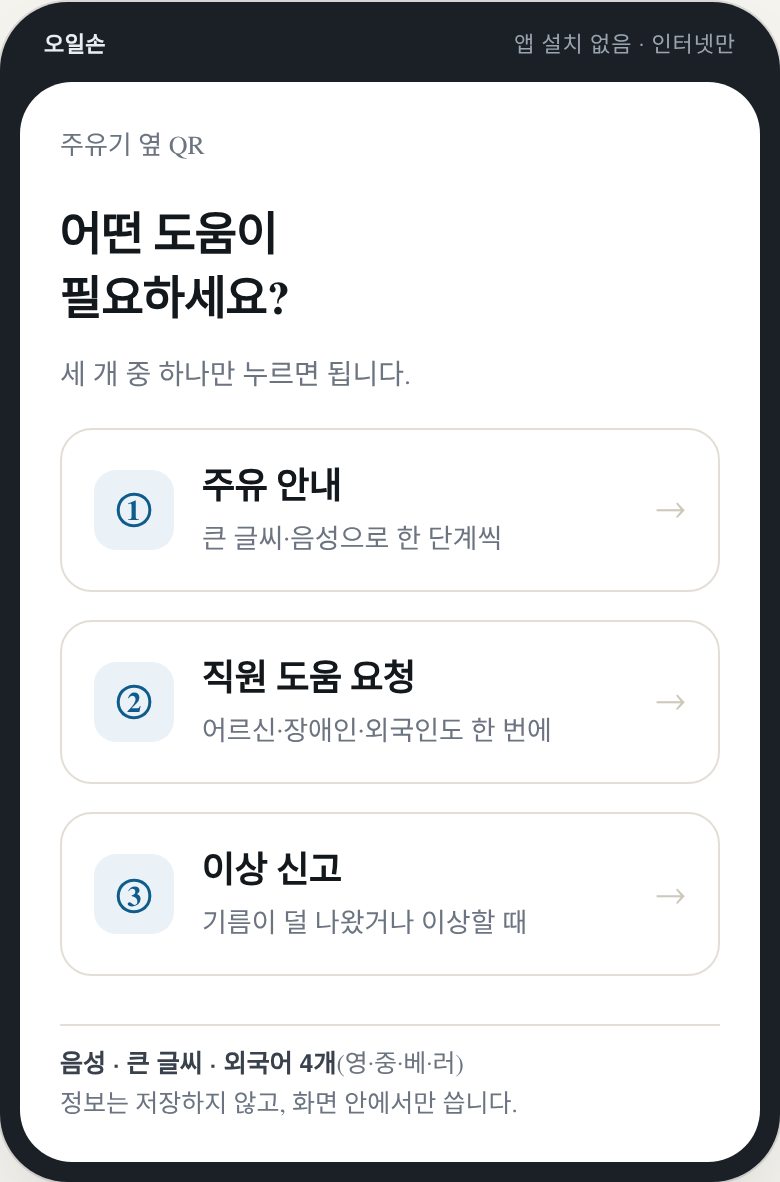 오일손
앱 설치 없음 · 인터넷만
주유기 옆 QR
어떤 도움이
필요하세요?
세 개 중 하나만 누르면 됩니다.
①
주유 안내
큰 글씨·음성으로 한 단계씩
→
②
직원 도움 요청
어르신·장애인·외국인도 한 번에
→
③
이상 신고
기름이 덜 나왔거나 이상할 때
→
음성 · 큰 글씨 · 외국어 4개(영·중·베·러)
정보는 저장하지 않고, 화면 안에서만 씁니다.